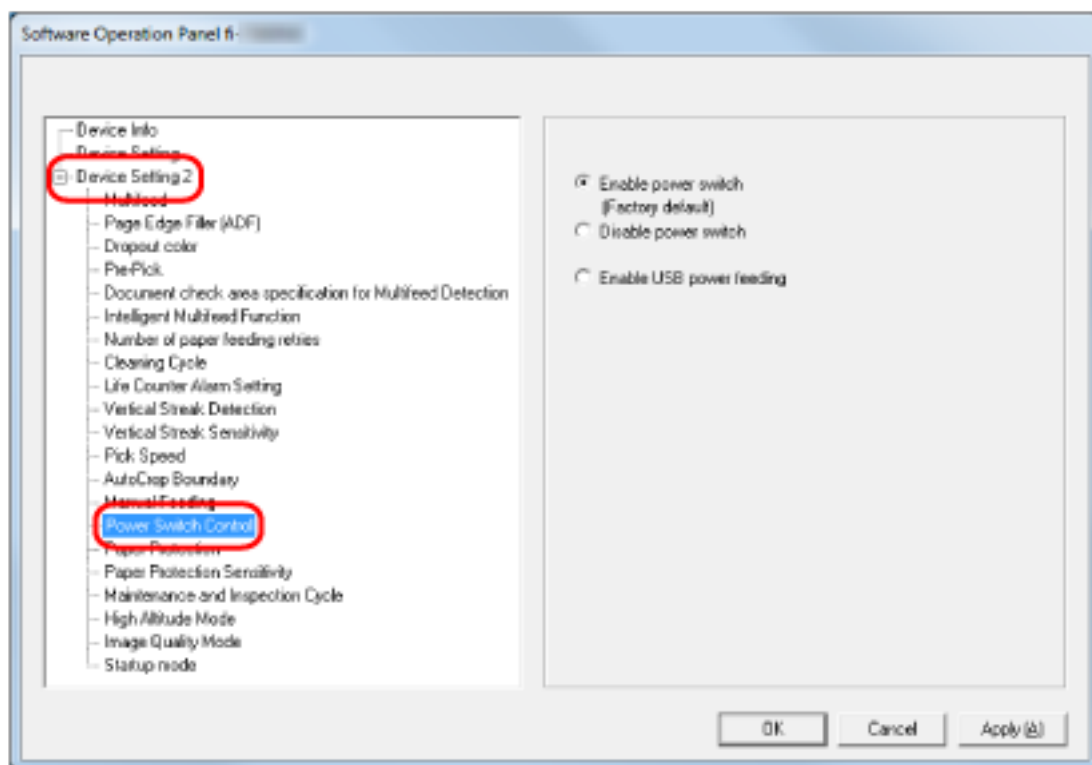 Software Operation Panel fi-
Device Info
Device Setting
Device Setting 2
Multifeed
Page Edge Filler (ADF)
Dropout color
Pre-Pick
Document check area specification for Multifeed Detection
Intelligent Multifeed Function
Number of paper feeding retries
Cleaning Cycle
Life Counter Alarm Setting
Vertical Streak Detection
Vertical Streak Sensitivity
Pick Speed
AutoCrop Boundary
Manual Feeding
Power Switch Control
Paper Protection
Paper Protection Sensitivity
Maintenance and Inspection Cycle
High Altitude Mode
Image Quality Mode
Startup mode
Enable power switch
(Factory default)
Disable power switch
Enable USB power feeding
OK
Cancel
Apply (A)